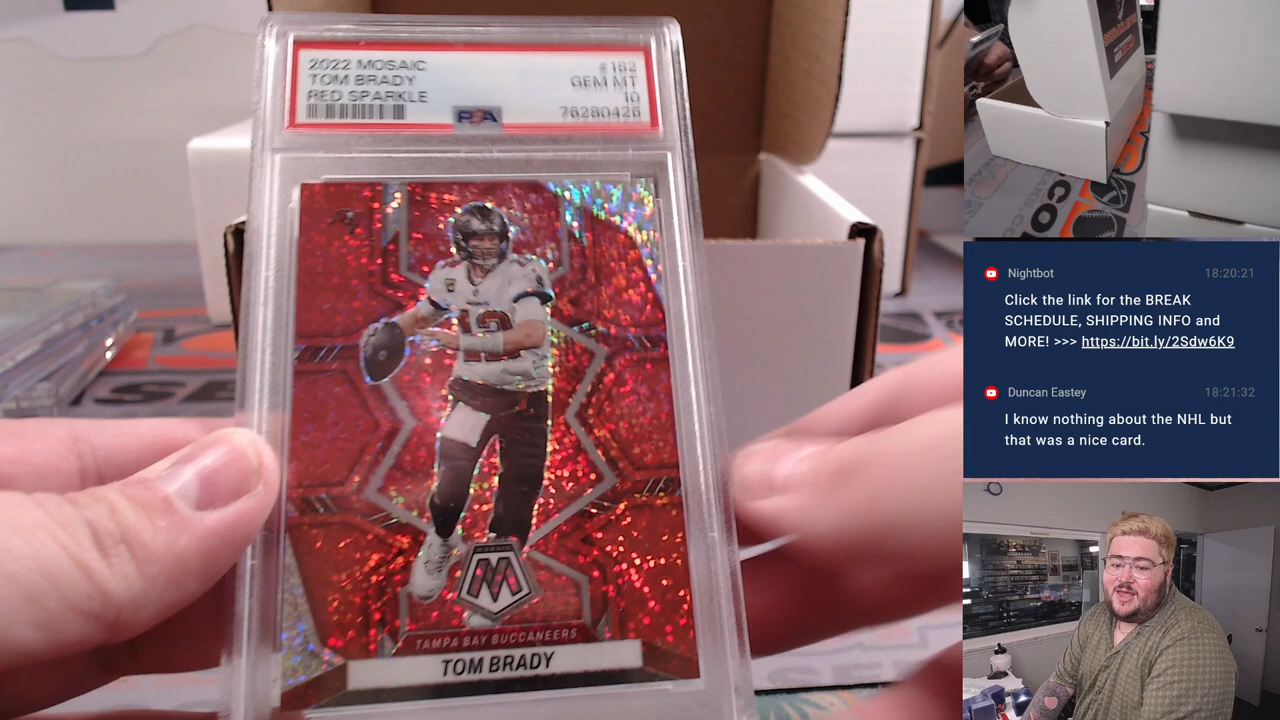 2022 MOSAIC
TOM BRADY
RED SPARKLE
#182
GEM MT
10
76280426
PSA
12
TAMPA BAY BUCCANEERS
TOM BRADY
Nightbot 18:20:21
Click the link for the BREAK
SCHEDULE, SHIPPING INFO and
MORE! >>> https://bit.ly/2Sdw6K9
Duncan Eastey 18:21:32
I know nothing about the NHL but
that was a nice card.